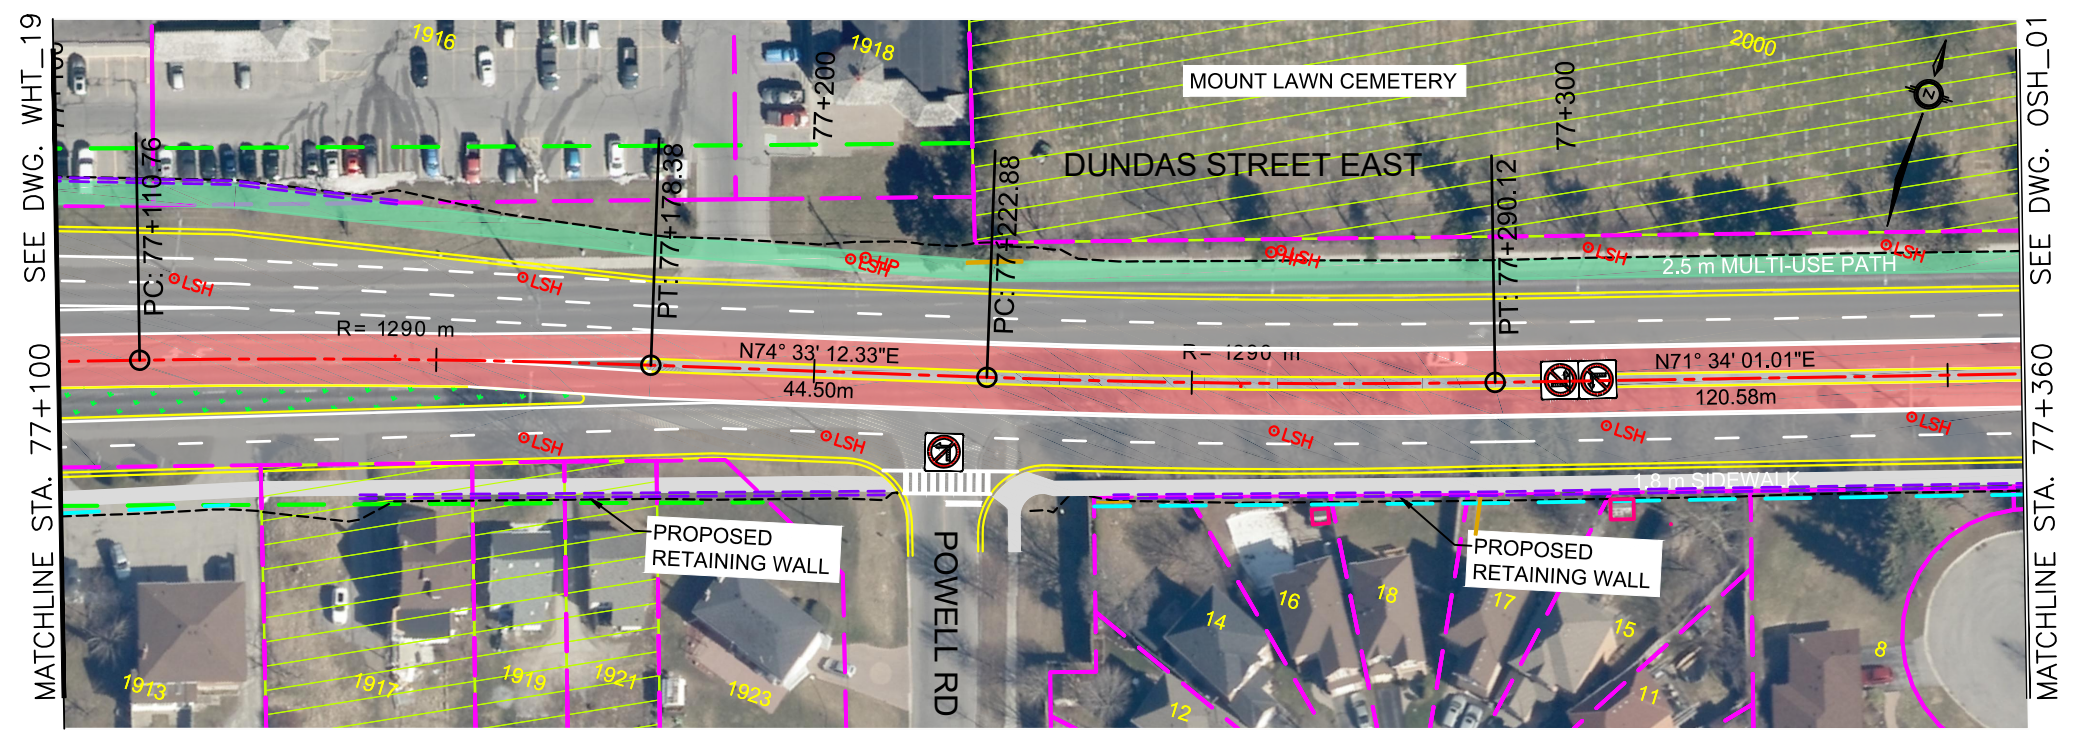 MATCHLINE STA. 77+100 SEE DWG. WHT_19
1916
1918
2000
MOUNT LAWN CEMETERY
77+200
77+300
DUNDAS STREET EAST
N
PC: 77+110.76
PT: 77+178.38
PC: 77+222.88
PT: 77+290.12
LSH
LSH
LSH
HP
HP
LSH
LSH
LSH
2.5 m MULTI-USE PATH
R= 1290 m
N74° 33' 12.33"E
44.50m
R= 1290 m
N71° 34' 01.01"E
120.58m
LSH
LSH
LSH
LSH
LSH
1.8 m SIDEWALK
PROPOSED
RETAINING WALL
POWELL RD
PROPOSED
RETAINING WALL
1913
1917
1919
1921
1923
12
14
16
18
17
15
11
8
MATCHLINE STA. 77+360 SEE DWG. OSH_01